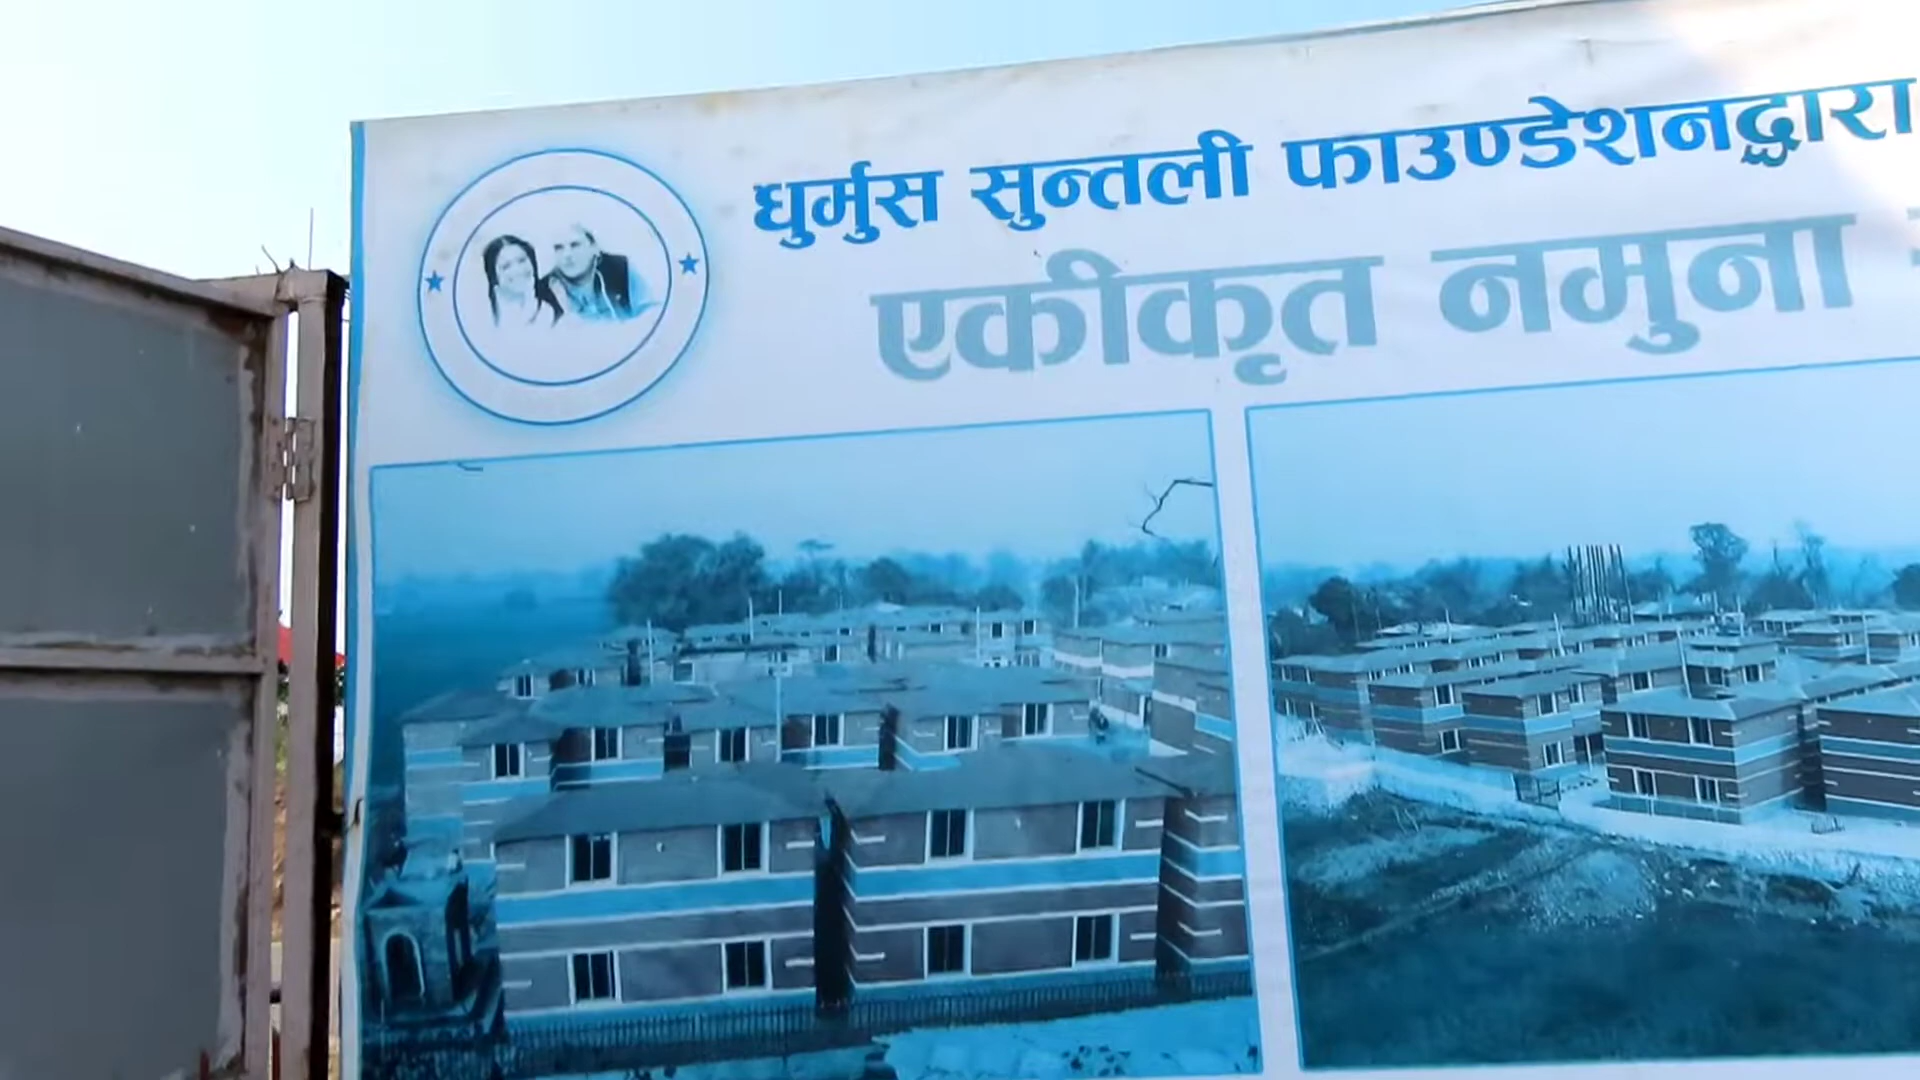 धुर्मुस सुन्तली फाउण्डेशनद्वारा
एकीकृत नमुना